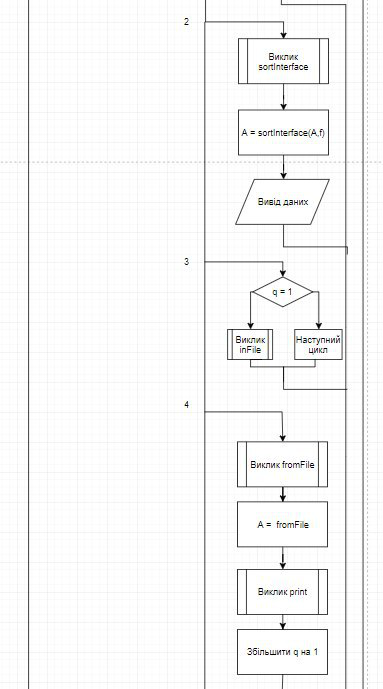 2
Виклик
sortInterface
A = sortInterface(A,f)
Вивід даних
3
q = 1
Виклик
inFile
Наступний
цикл
4
Виклик fromFile
A =  fromFile
Виклик print
Збільшити q на 1